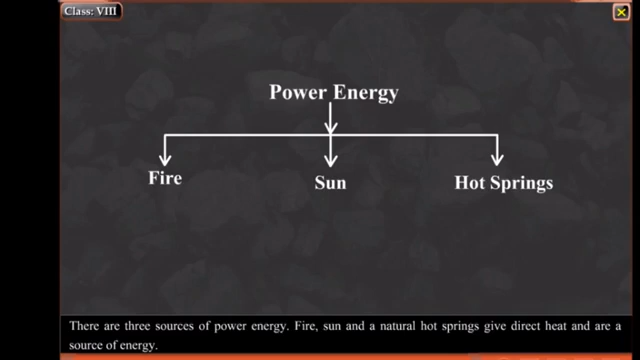 Class: VIII
Power Energy
Fire
Sun
Hot Springs
There are three sources of power energy. Fire, sun and a natural hot springs give direct heat and are a
source of energy.